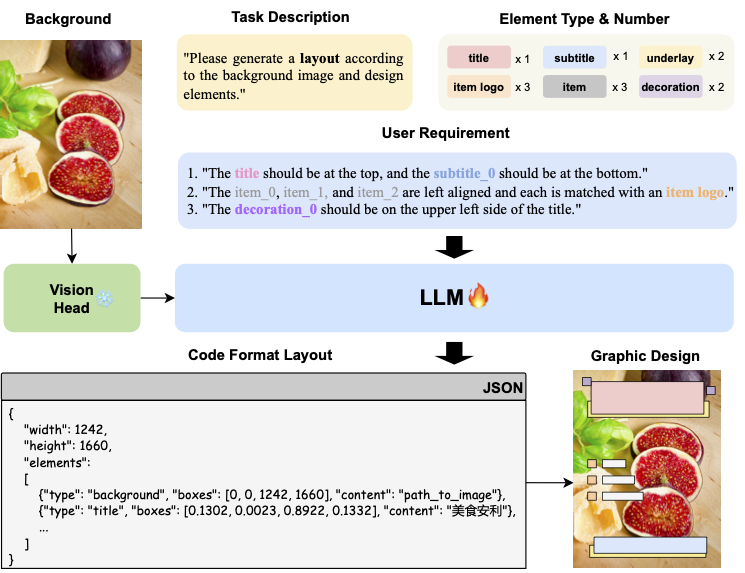 Background
Task Description
Element Type & Number
"Please generate a layout according
to the background image and design
elements."
title x 1 subtitle x 1 underlay x 2
item logo x 3 item x 3 decoration x 2
User Requirement
1. "The title should be at the top, and the subtitle_0 should be at the bottom."
2. "The item_0, item_1, and item_2 are left aligned and each is matched with an item logo."
3. "The decoration_0 should be on the upper left side of the title."
Vision
Head
LLM
Code Format Layout
Graphic Design
JSON
{
"width": 1242,
"height": 1660,
"elements":
[
{"type": "background", "boxes": [0, 0, 1242, 1660], "content": "path_to_image"},
{"type": "title", "boxes": [0.1302, 0.0023, 0.8922, 0.1332], "content": "美食安利"},
...
]
}